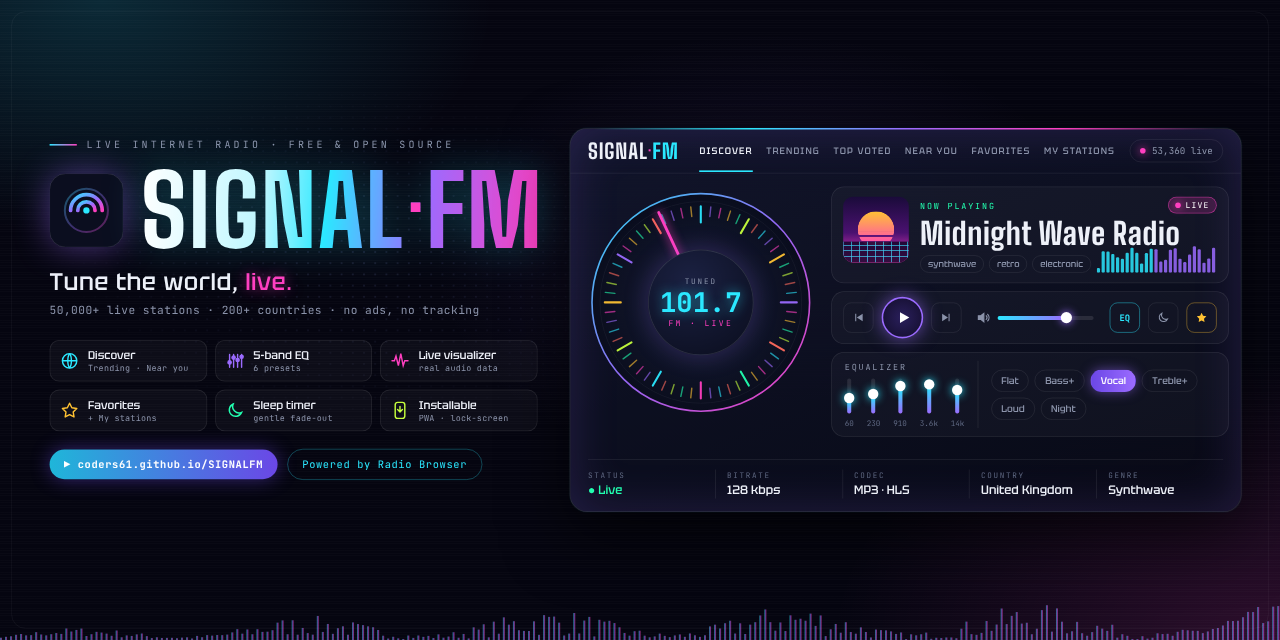 LIVE INTERNET RADIO · FREE & OPEN SOURCE
SIGNAL·FM
Tune the world, live.
50,000+ live stations · 200+ countries · no ads, no tracking
Discover
Trending · Near you
5-band EQ
6 presets
Live visualizer
real audio data
Favorites
+ My stations
Sleep timer
gentle fade-out
Installable
PWA · lock-screen
coders61.github.io/SIGNALFM
Powered by Radio Browser
SIGNAL·FM DISCOVER TRENDING TOP VOTED NEAR YOU FAVORITES MY STATIONS 53,360 live
TUNED
101.7
FM · LIVE
NOW PLAYING
LIVE
Midnight Wave Radio
synthwave retro electronic
EQ
EQUALIZER
60 230 910 3.6k 14k
Flat Bass+ Vocal Treble+
Loud Night
STATUS
Live
BITRATE
128 kbps
CODEC
MP3 · HLS
COUNTRY
United Kingdom
GENRE
Synthwave